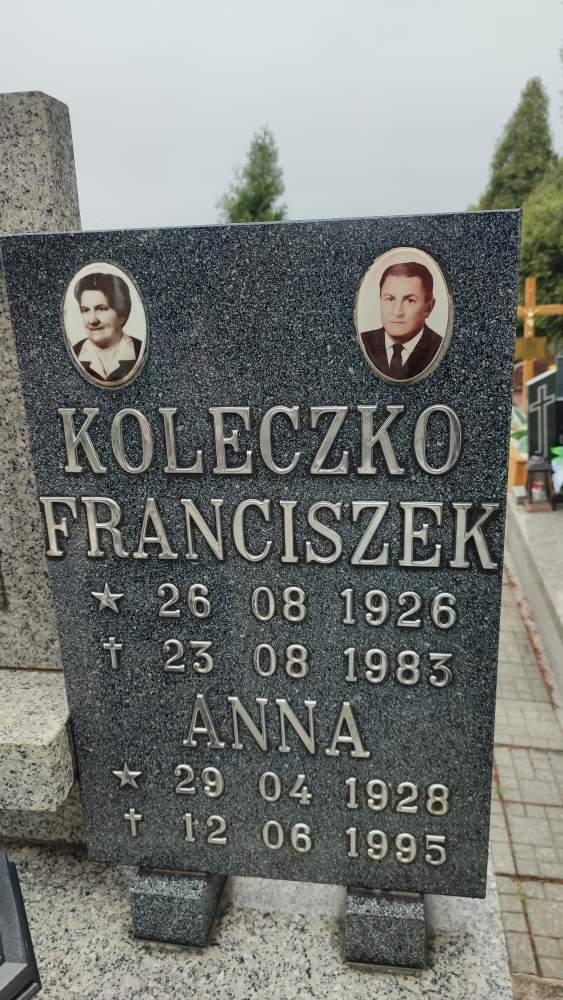 KOLECZKO
FRANCISZEK
★ 26 08 1926
✝ 23 08 1983
ANNA
★ 29 04 1928
✝ 12 06 1995